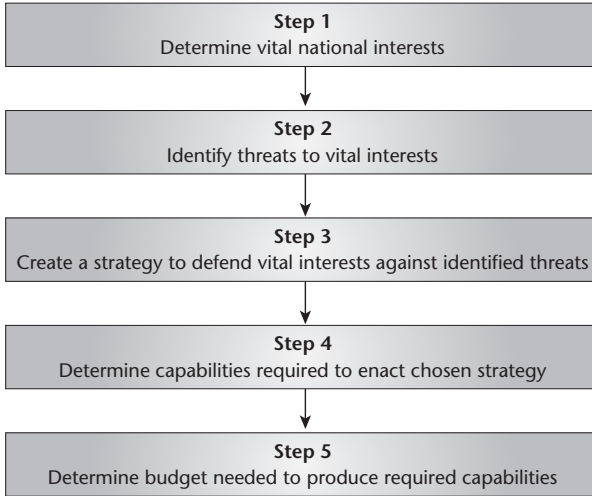 Step 1
Determine vital national interests
Step 2
Identify threats to vital interests
Step 3
Create a strategy to defend vital interests against identified threats
Step 4
Determine capabilities required to enact chosen strategy
Step 5
Determine budget needed to produce required capabilities